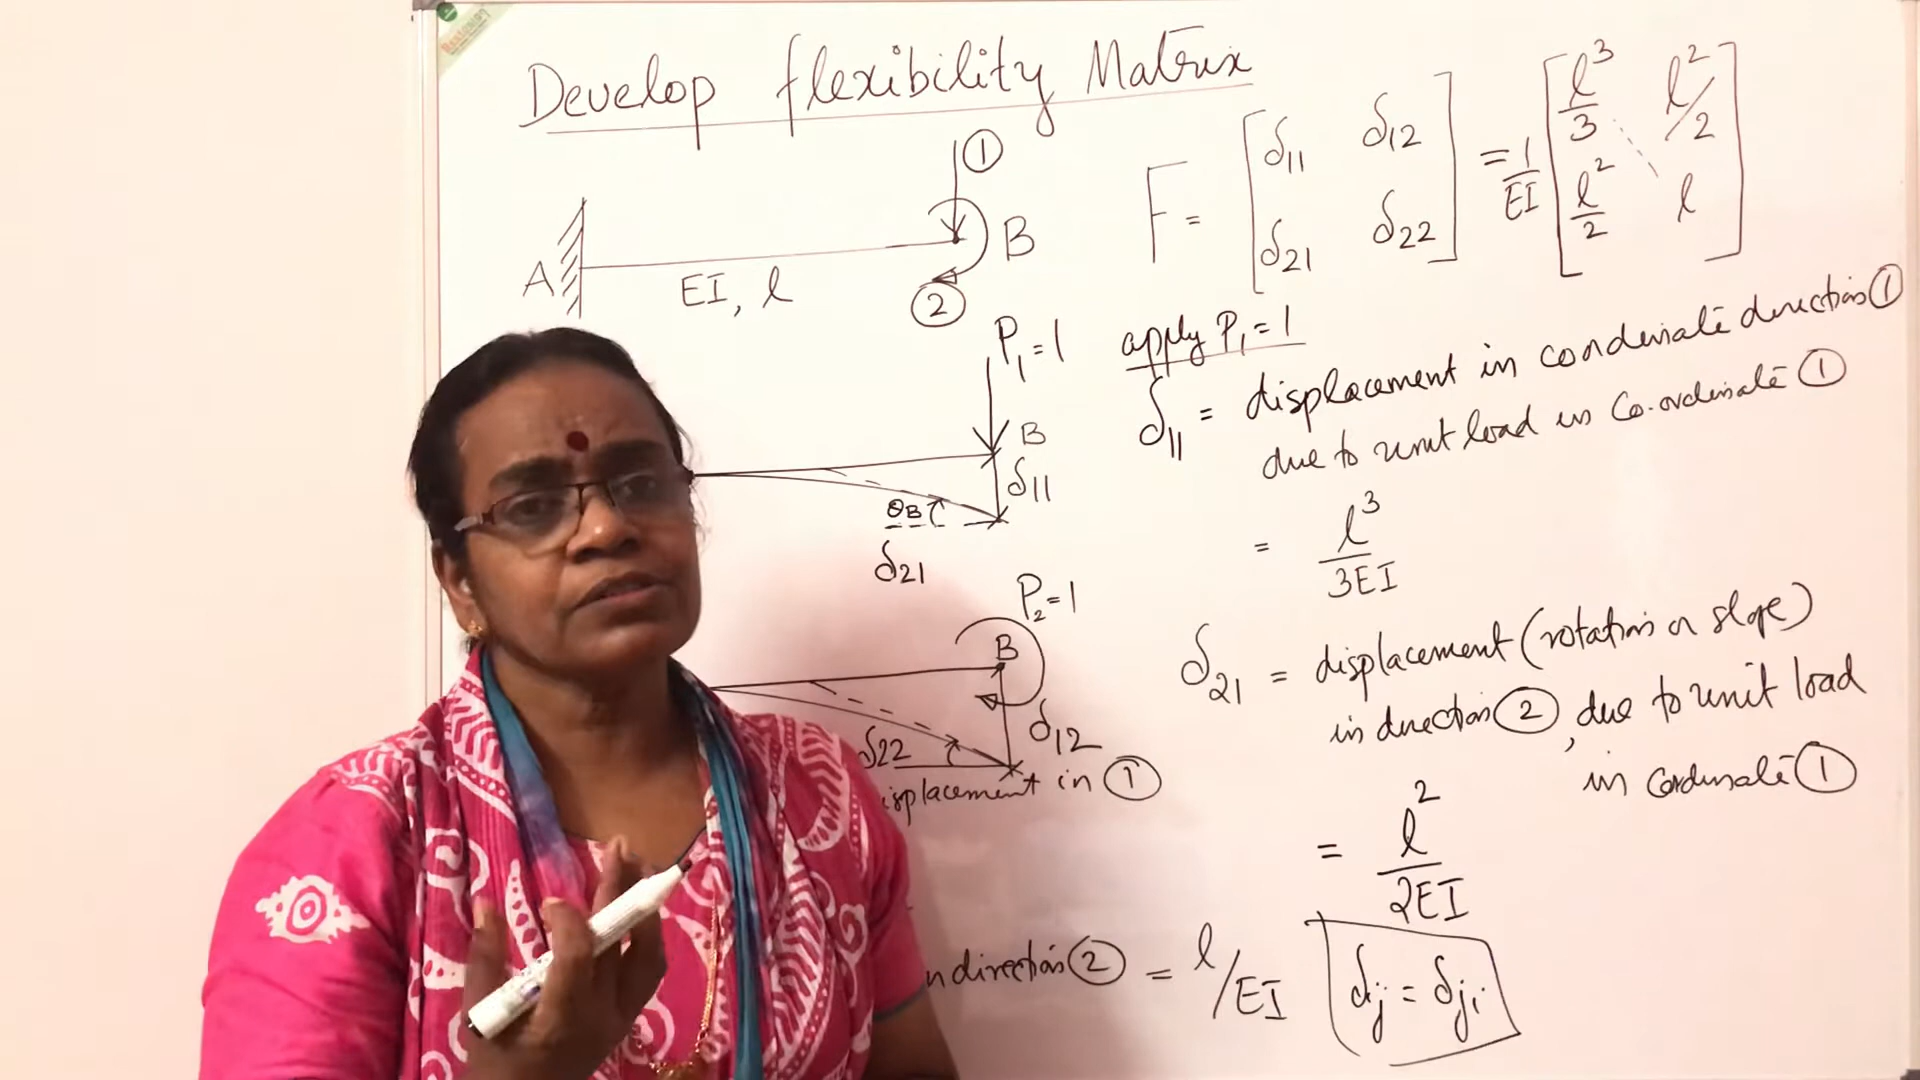 Develop flexibility Matrix
①
A
B
EI, l
②
F = [δ11 δ12
δ21 δ22] = 1/EI [l³/3 l²/2
l²/2 l]
P₁ = 1
B
δ11
θB
δ21
P₂ = 1
B
δ12
δ22
isplacement in ①
apply P₁ = 1
δ11 = displacement in coordinate direction ①
due to unit load in Co.ordinate ①
= l³/3EI
δ21 = displacement (rotation or slope)
in direction ②, due to unit load
in coordinate ①
= l²/2EI
n direction ② = l/EI
δij = δji